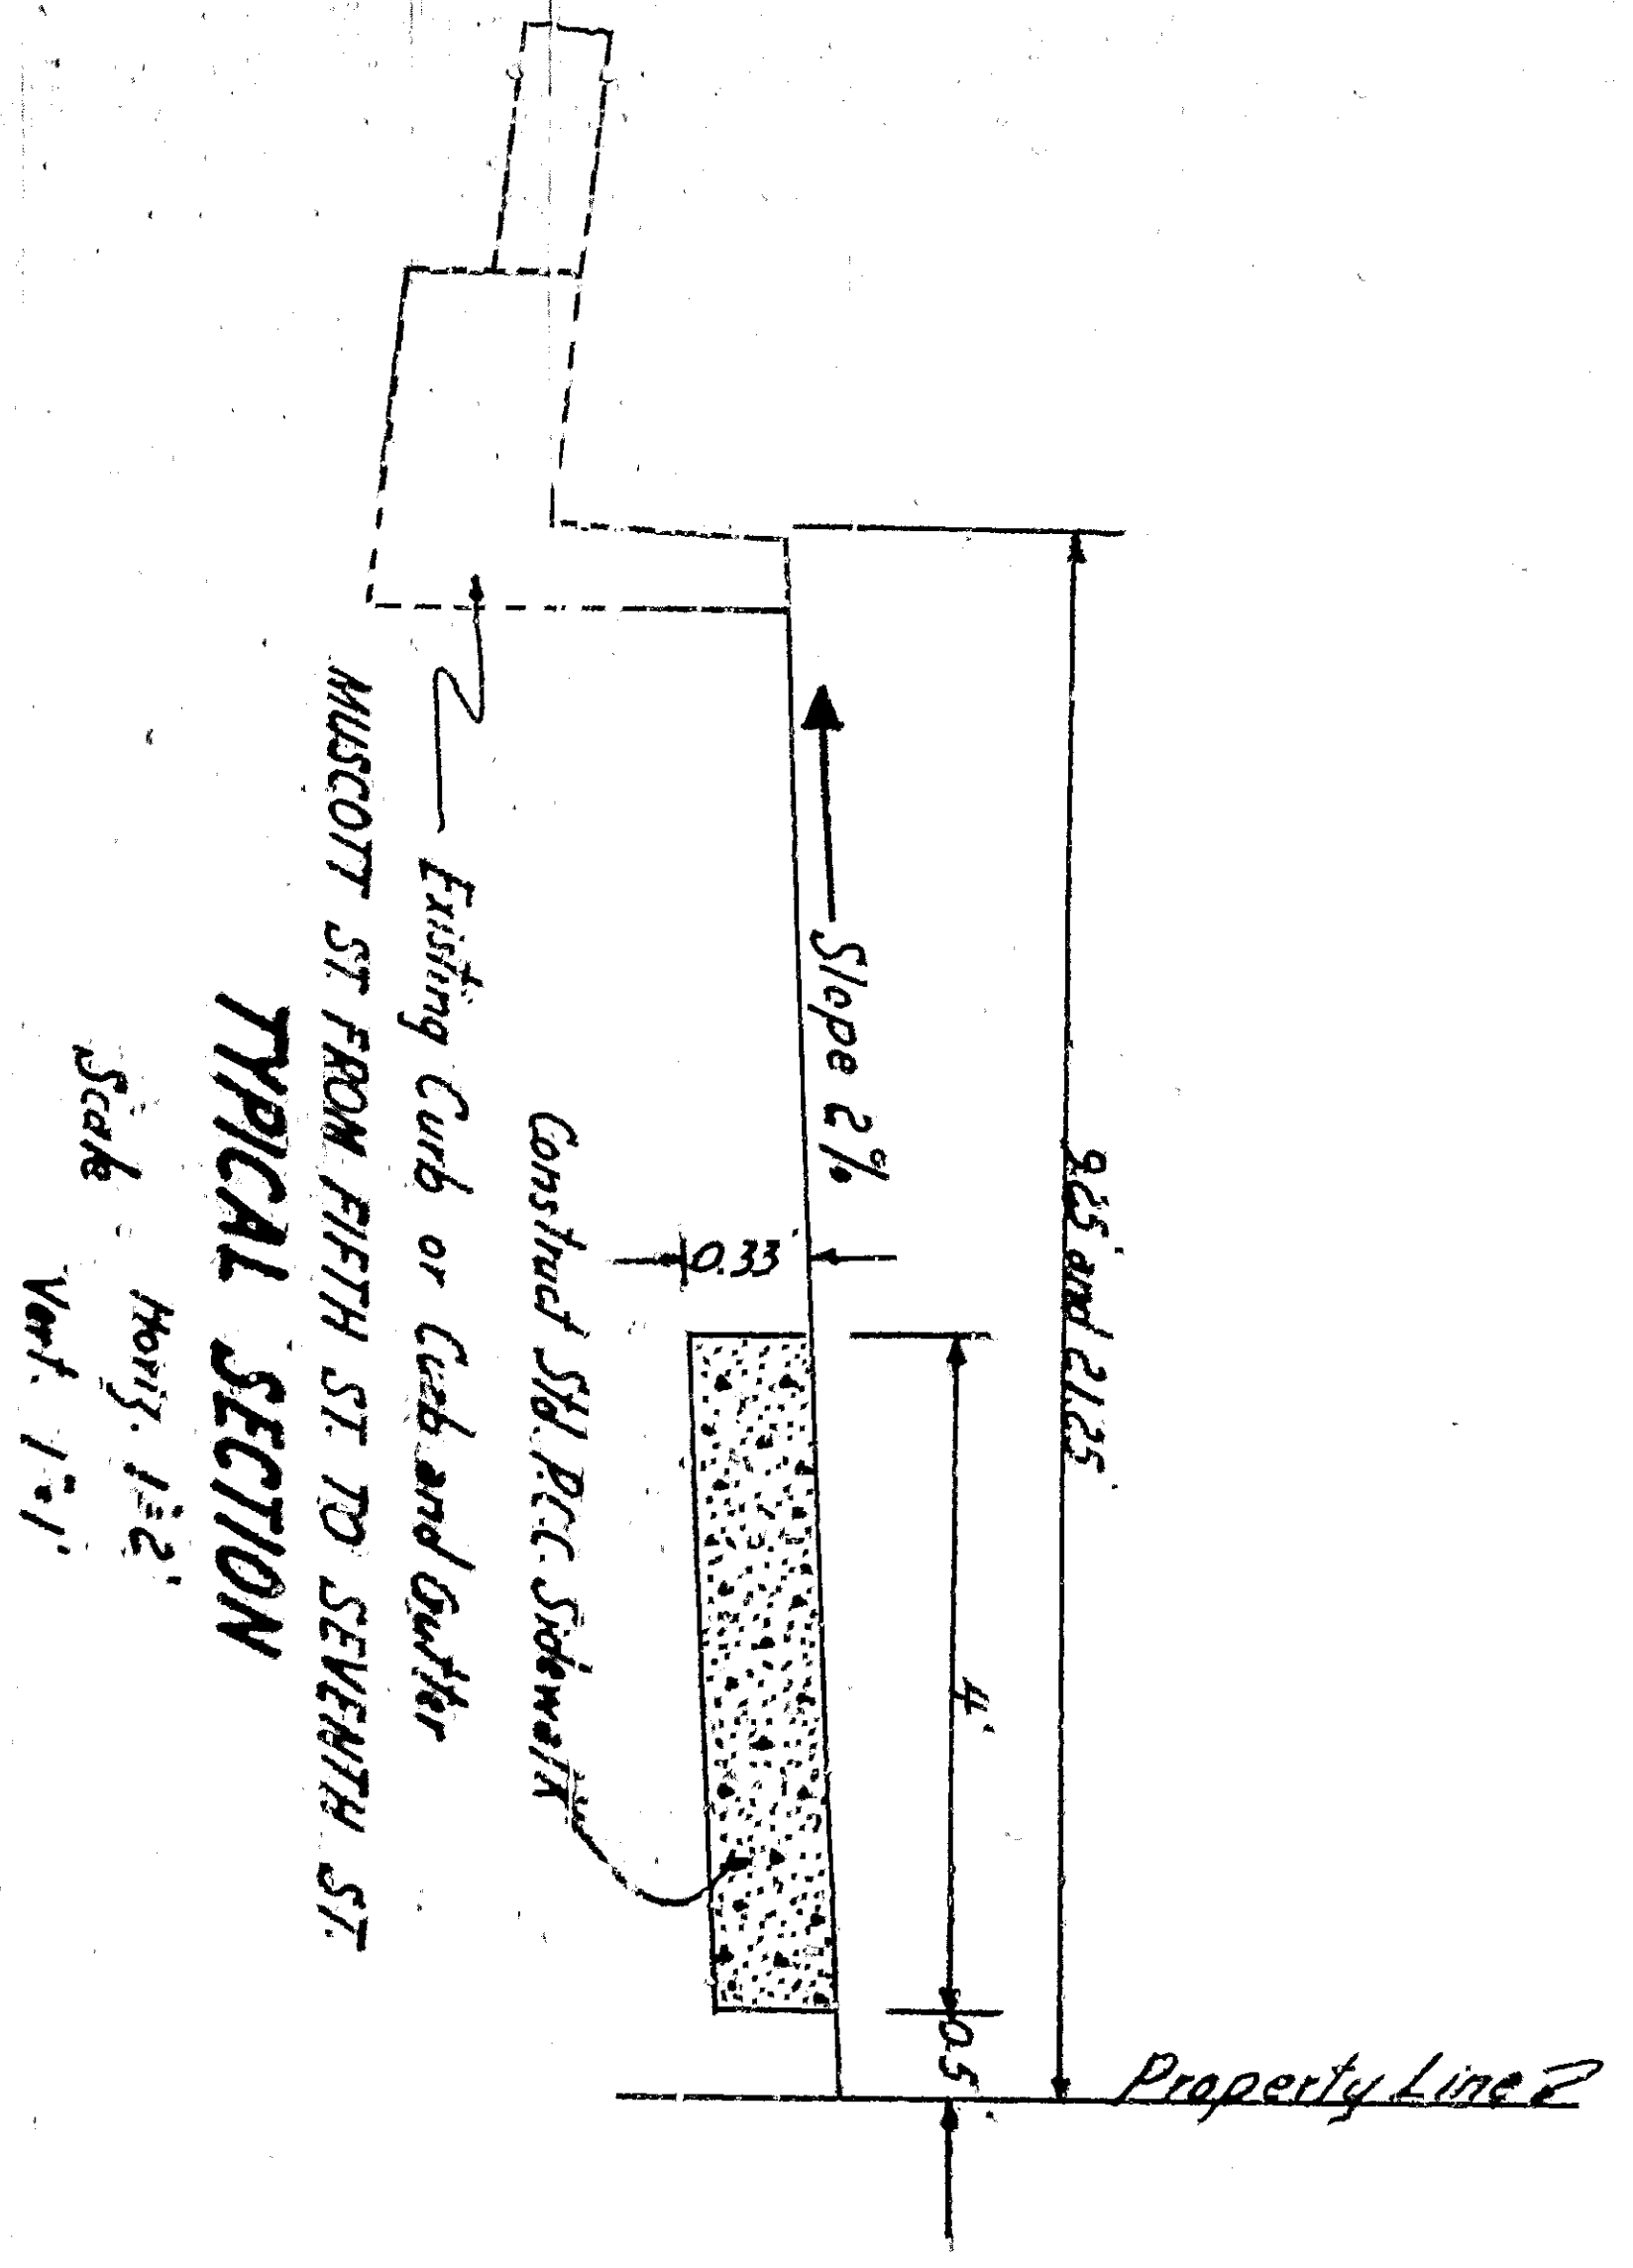 Property Line
9.25' and 21.25'
4'
0.5'
Slope 2%
0.33'
Construct Std. P.C.C. Sidewalk
Existing Curb or Curb and Gutter
MUSCOTT ST. FROM FIFTH ST. TO SEVENTH ST.
TYPICAL SECTION
Scale
Horiz. 1"=2'
Vert. 1"=1'